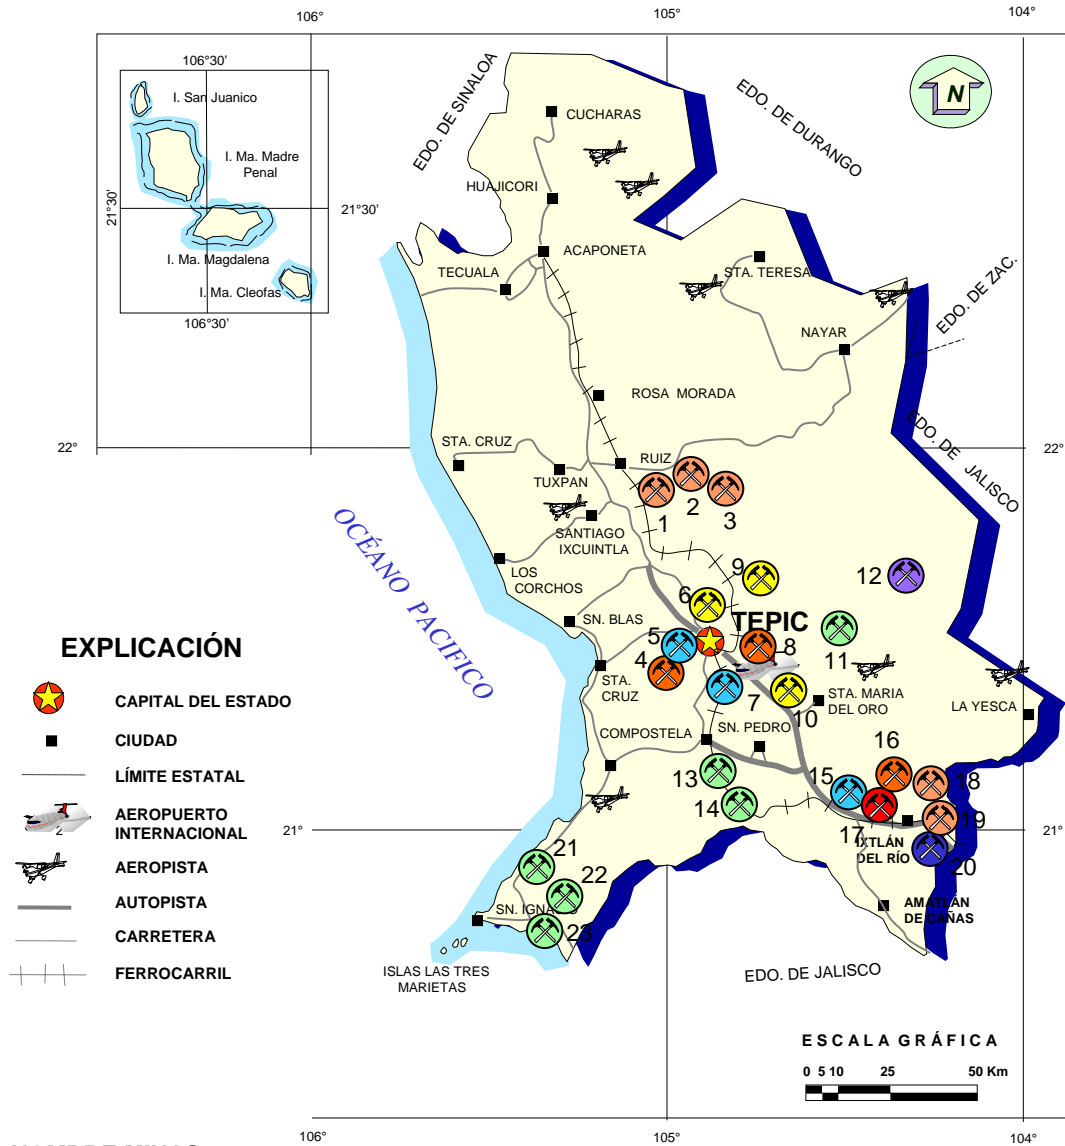 106°
105°
104°
106°30’
I. San Juanico
I. Ma. Madre
Penal
21°30’
21°30’
I. Ma. Magdalena
I. Ma. Cleofas
106°30’
EDO. DE SINALOA
EDO. DE DURANGO
N
CUCHARAS
HUAJICORI
ACAPONETA
TECUALA
STA. TERESA
EDO. DE ZAC.
NAYAR
ROSA MORADA
EDO. DE JALISCO
22°
22°
STA. CRUZ
RUIZ
TUXPAN
1
2
3
SANTIAGO
IXCUINTLA
OCÉANO PACIFICO
LOS
CORCHOS
9
12
6
SN. BLAS
TEPIC
5
8
11
4
STA.
CRUZ
7
10
STA. MARIA
DEL ORO
LA YESCA
COMPOSTELA
SN. PEDRO
16
13
15
18
14
17
19
21°
21°
IXTLÁN
DEL RÍO
20
21
22
AMATLÁN
DE CAÑAS
SN. IGNACIO
23
ISLAS LAS TRES
MARIETAS
EDO. DE JALISCO
EXPLICACIÓN
CAPITAL DEL ESTADO
CIUDAD
LÍMITE ESTATAL
AEROPUERTO
INTERNACIONAL
2
AEROPISTA
AUTOPISTA
CARRETERA
FERROCARRIL
ESCALA GRÁFICA
0 5 10 25 50 Km
106°
105°
104°